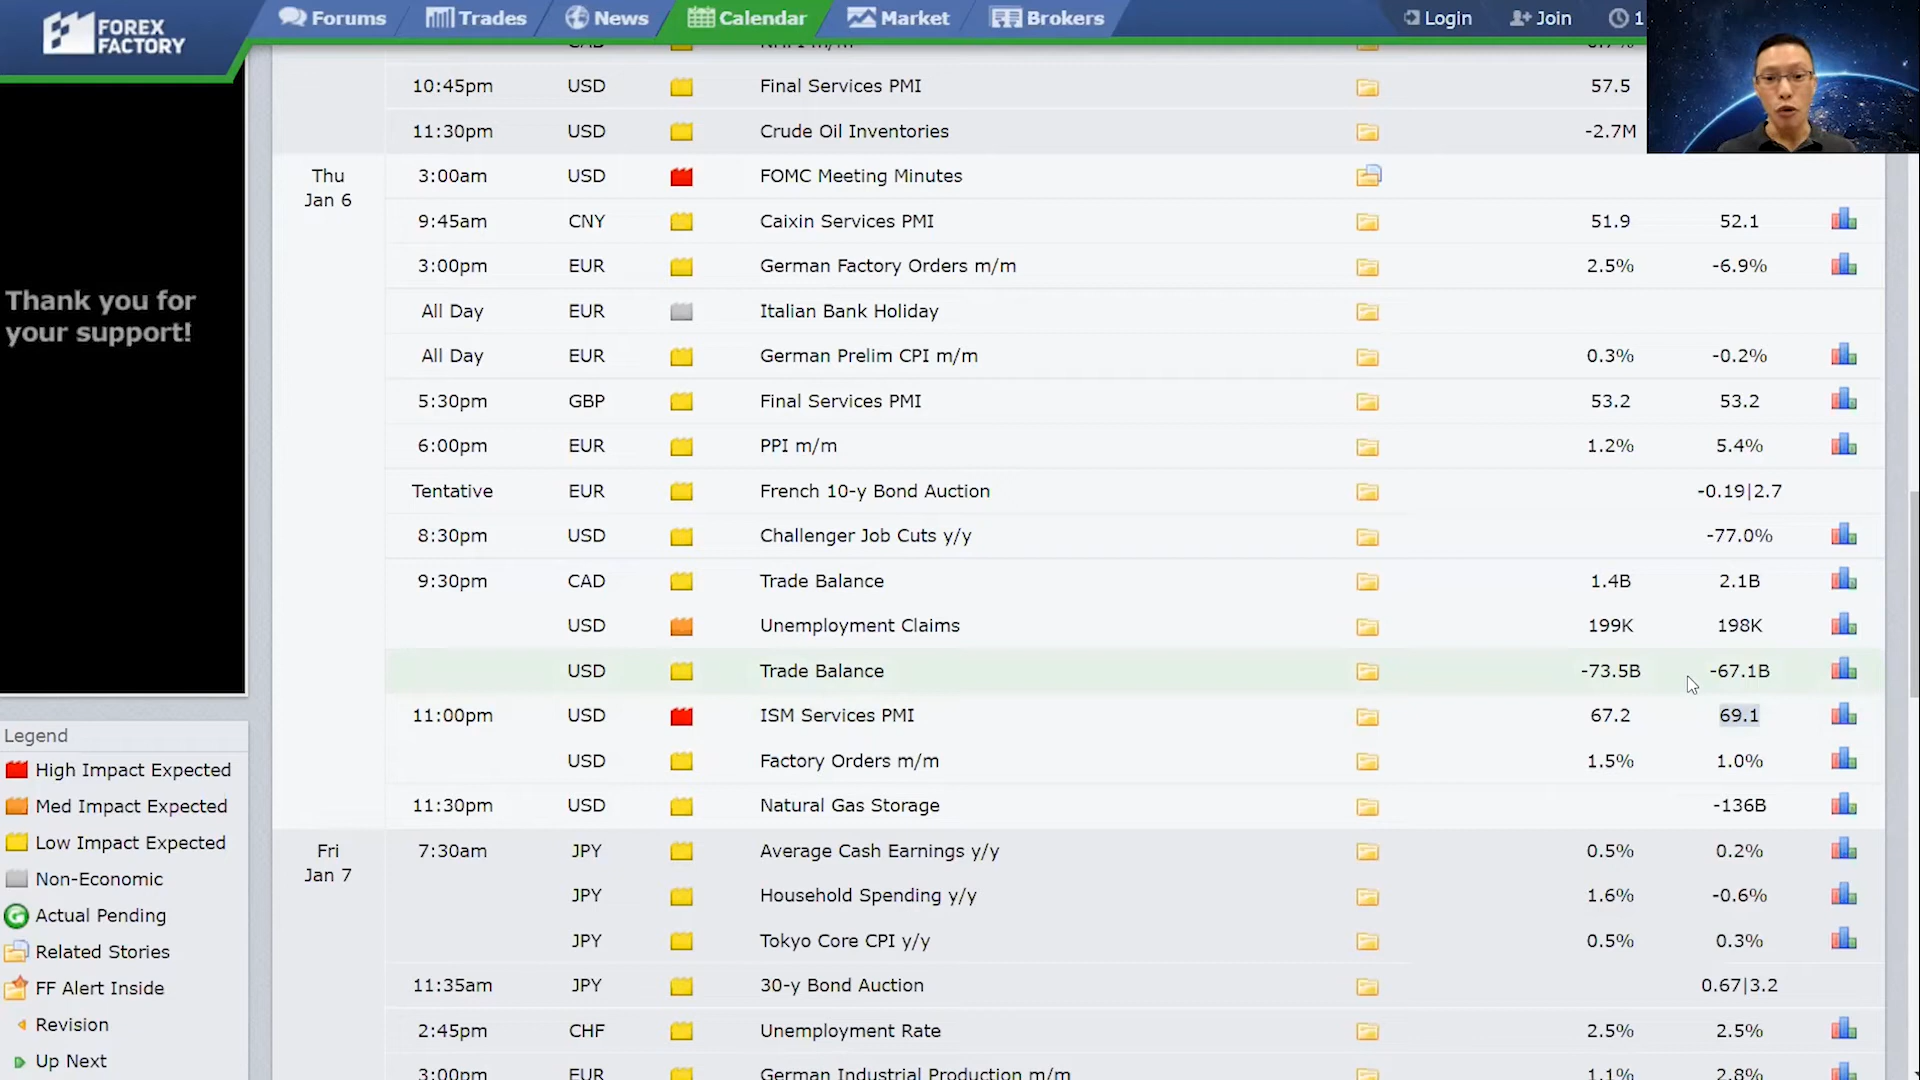 FOREX
FACTORY
Forums
Trades
News
Calendar
Market
Brokers
Login
Join
1
Thank you for
your support!
10:45pm USD Final Services PMI 57.5
11:30pm USD Crude Oil Inventories -2.7M
Thu
Jan 6
3:00am USD FOMC Meeting Minutes
9:45am CNY Caixin Services PMI 51.9 52.1
3:00pm EUR German Factory Orders m/m 2.5% -6.9%
All Day EUR Italian Bank Holiday
All Day EUR German Prelim CPI m/m 0.3% -0.2%
5:30pm GBP Final Services PMI 53.2 53.2
6:00pm EUR PPI m/m 1.2% 5.4%
Tentative EUR French 10-y Bond Auction -0.19|2.7
8:30pm USD Challenger Job Cuts y/y -77.0%
9:30pm CAD Trade Balance 1.4B 2.1B
USD Unemployment Claims 199K 198K
USD Trade Balance -73.5B -67.1B
11:00pm USD ISM Services PMI 67.2 69.1
USD Factory Orders m/m 1.5% 1.0%
11:30pm USD Natural Gas Storage -136B
Fri
Jan 7
7:30am JPY Average Cash Earnings y/y 0.5% 0.2%
JPY Household Spending y/y 1.6% -0.6%
JPY Tokyo Core CPI y/y 0.5% 0.3%
11:35am JPY 30-y Bond Auction 0.67|3.2
2:45pm CHF Unemployment Rate 2.5% 2.5%
3:00pm EUR German Industrial Production m/m 1.1% 2.8%
Legend
High Impact Expected
Med Impact Expected
Low Impact Expected
Non-Economic
Actual Pending
Related Stories
FF Alert Inside
Revision
Up Next